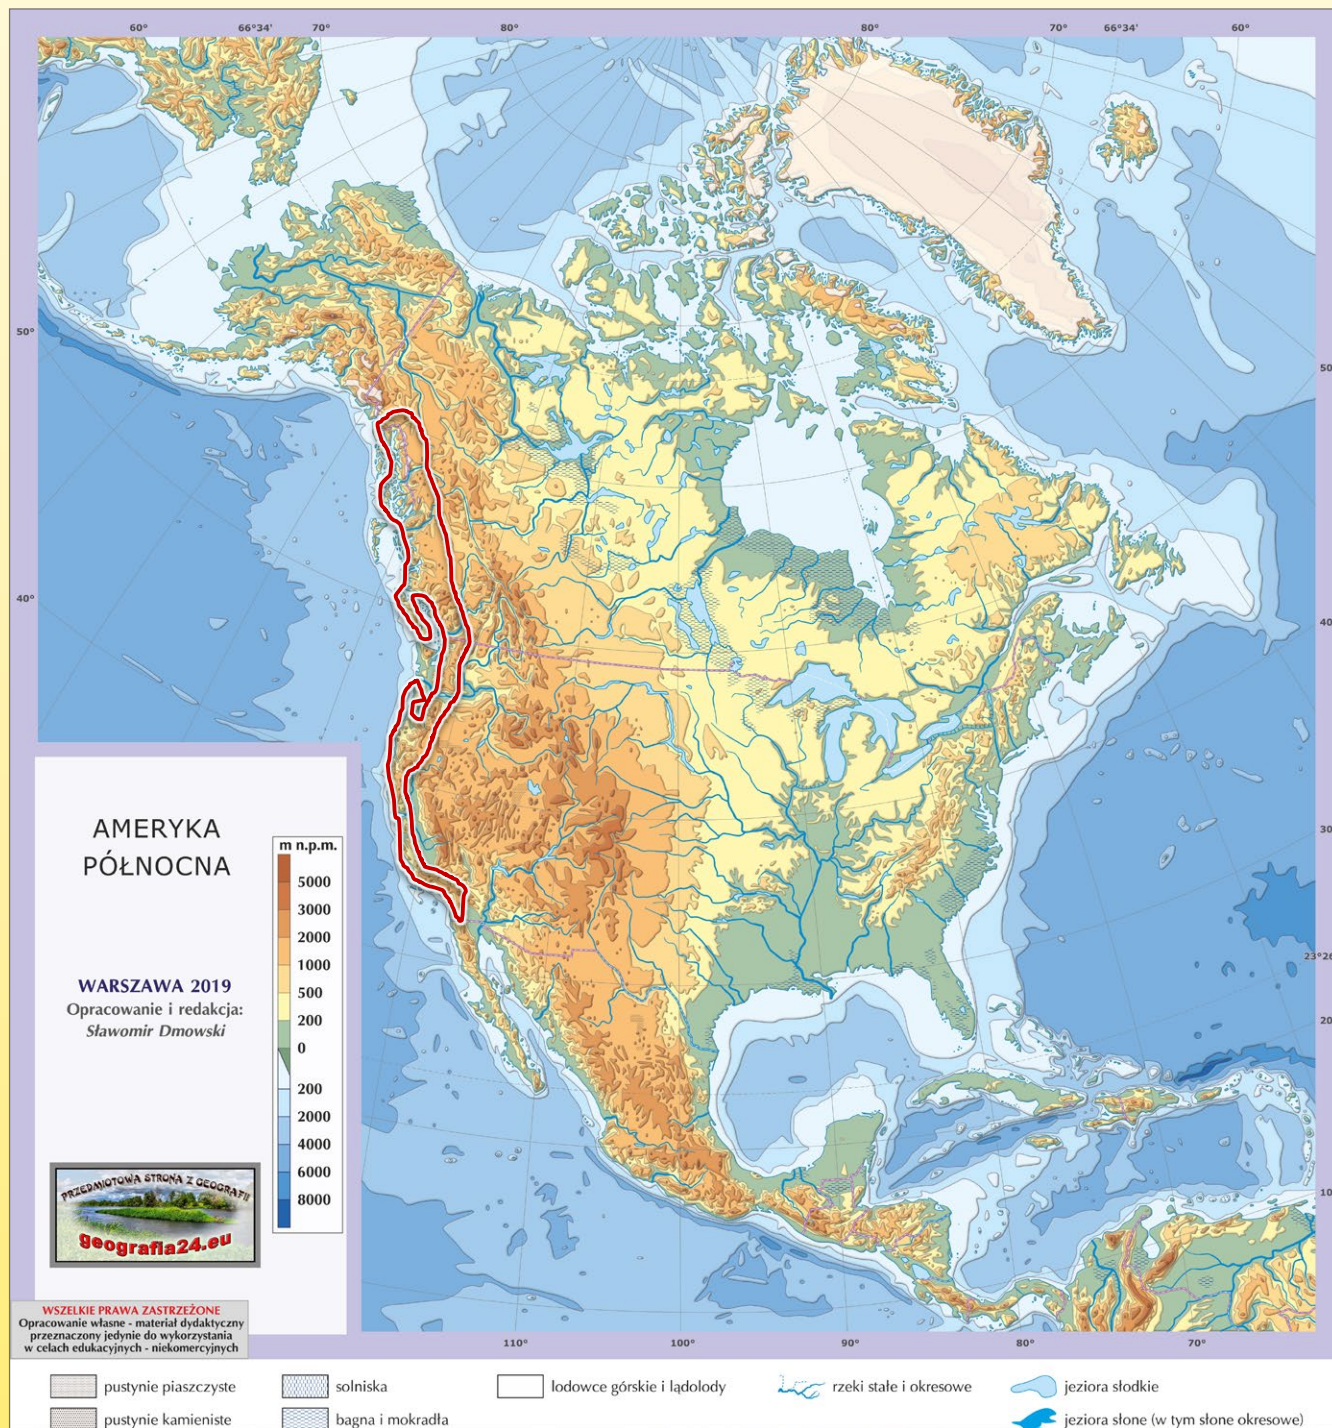 60°
66°34'
70°
80°
80°
70°
66°34'
60°
50°
40°
50
40
30
23°26
20
10
AMERYKA
PÓŁNOCNA
WARSZAWA 2019
Opracowanie i redakcja:
Sławomir Dmowski
m n.p.m.
5000
3000
2000
1000
500
200
0
200
2000
4000
6000
8000
PRZEDMIOTOWA STRONA Z GEOGRAFII
geografia24.eu
WSZELKIE PRAWA ZASTRZEŻONE
Opracowanie własne - materiał dydaktyczny
przeznaczony jedynie do wykorzystania
w celach edukacyjnych - niekomercyjnych
110°
100°
90°
80°
70°
pustynie piaszczyste
solniska
lodowce górskie i lądolody
rzeki stałe i okresowe
jeziora słodkie
pustynie kamieniste
bagna i mokradła
jeziora słone (w tym słone okresowe)